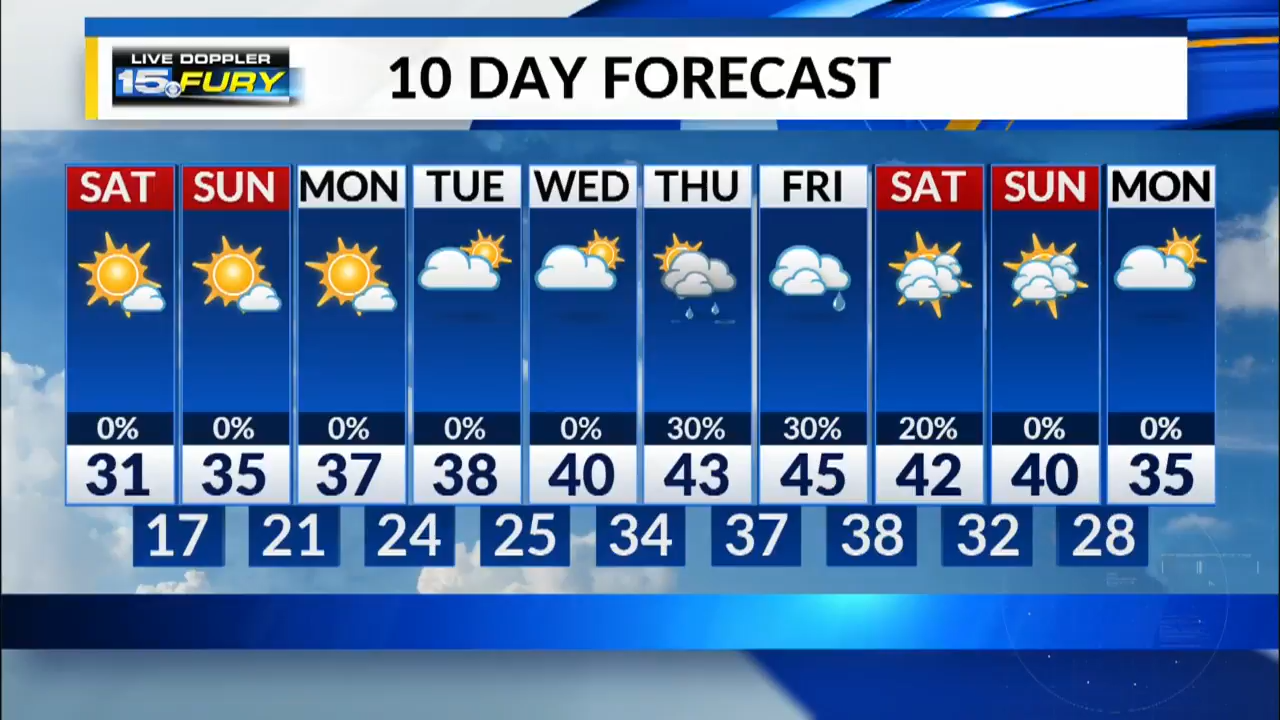 LIVE DOPPLER
15 FURY
10 DAY FORECAST
SAT SUN MON TUE WED THU FRI SAT SUN MON
0% 0% 0% 0% 0% 30% 30% 20% 0% 0%
31 35 37 38 40 43 45 42 40 35
17 21 24 25 34 37 38 32 28